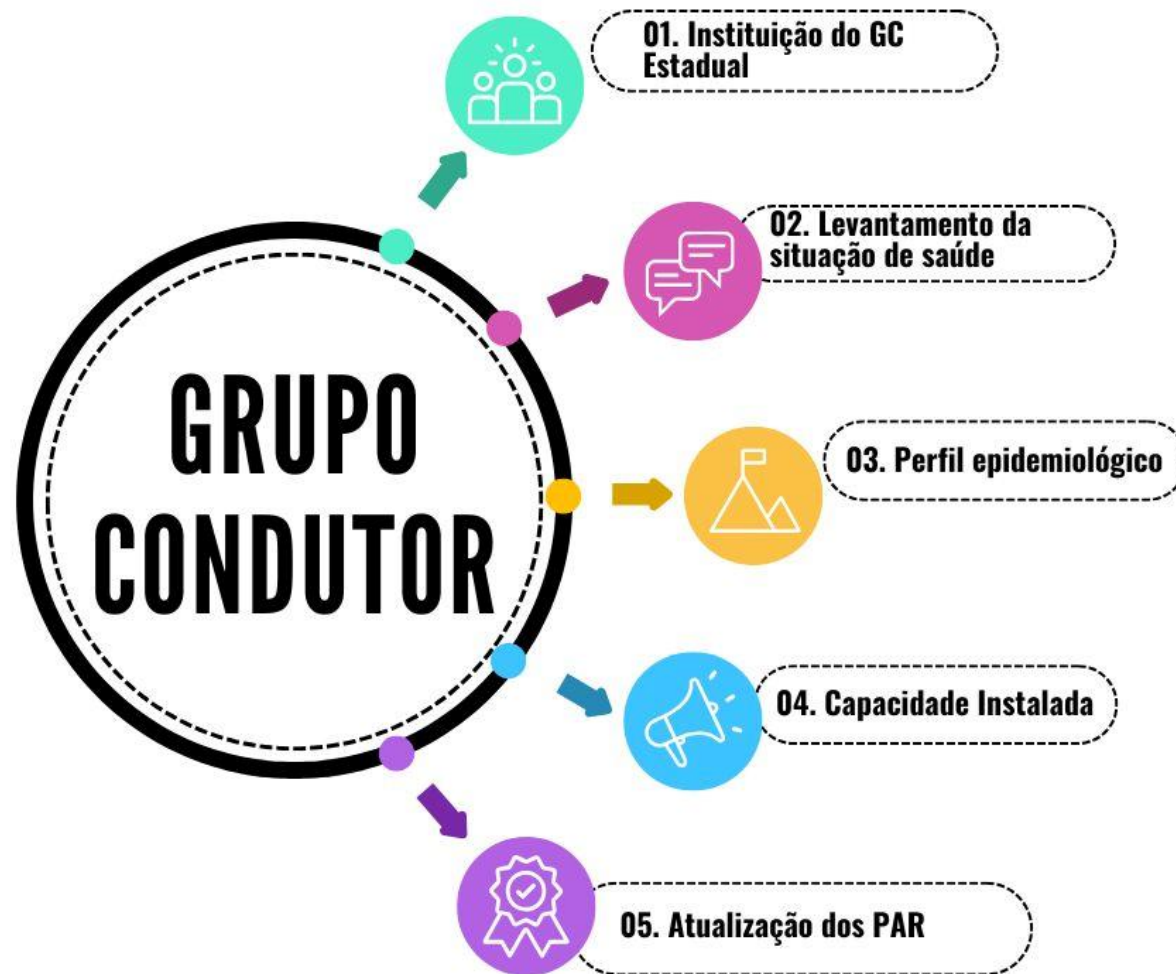 GRUPO
CONDUTOR
01. Instituição do GC
Estadual
02. Levantamento da
situação de saúde
03. Perfil epidemiológico
04. Capacidade Instalada
05. Atualização dos PAR